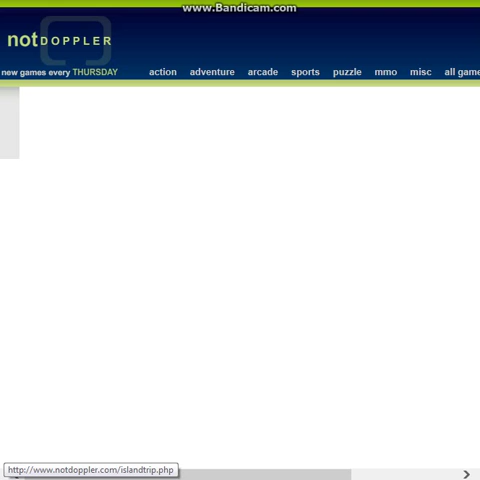 www.Bandicam.com
notDOPPLER
new games every THURSDAY
action adventure arcade sports puzzle mmo misc all game
http://www.notdoppler.com/islandtrip.php